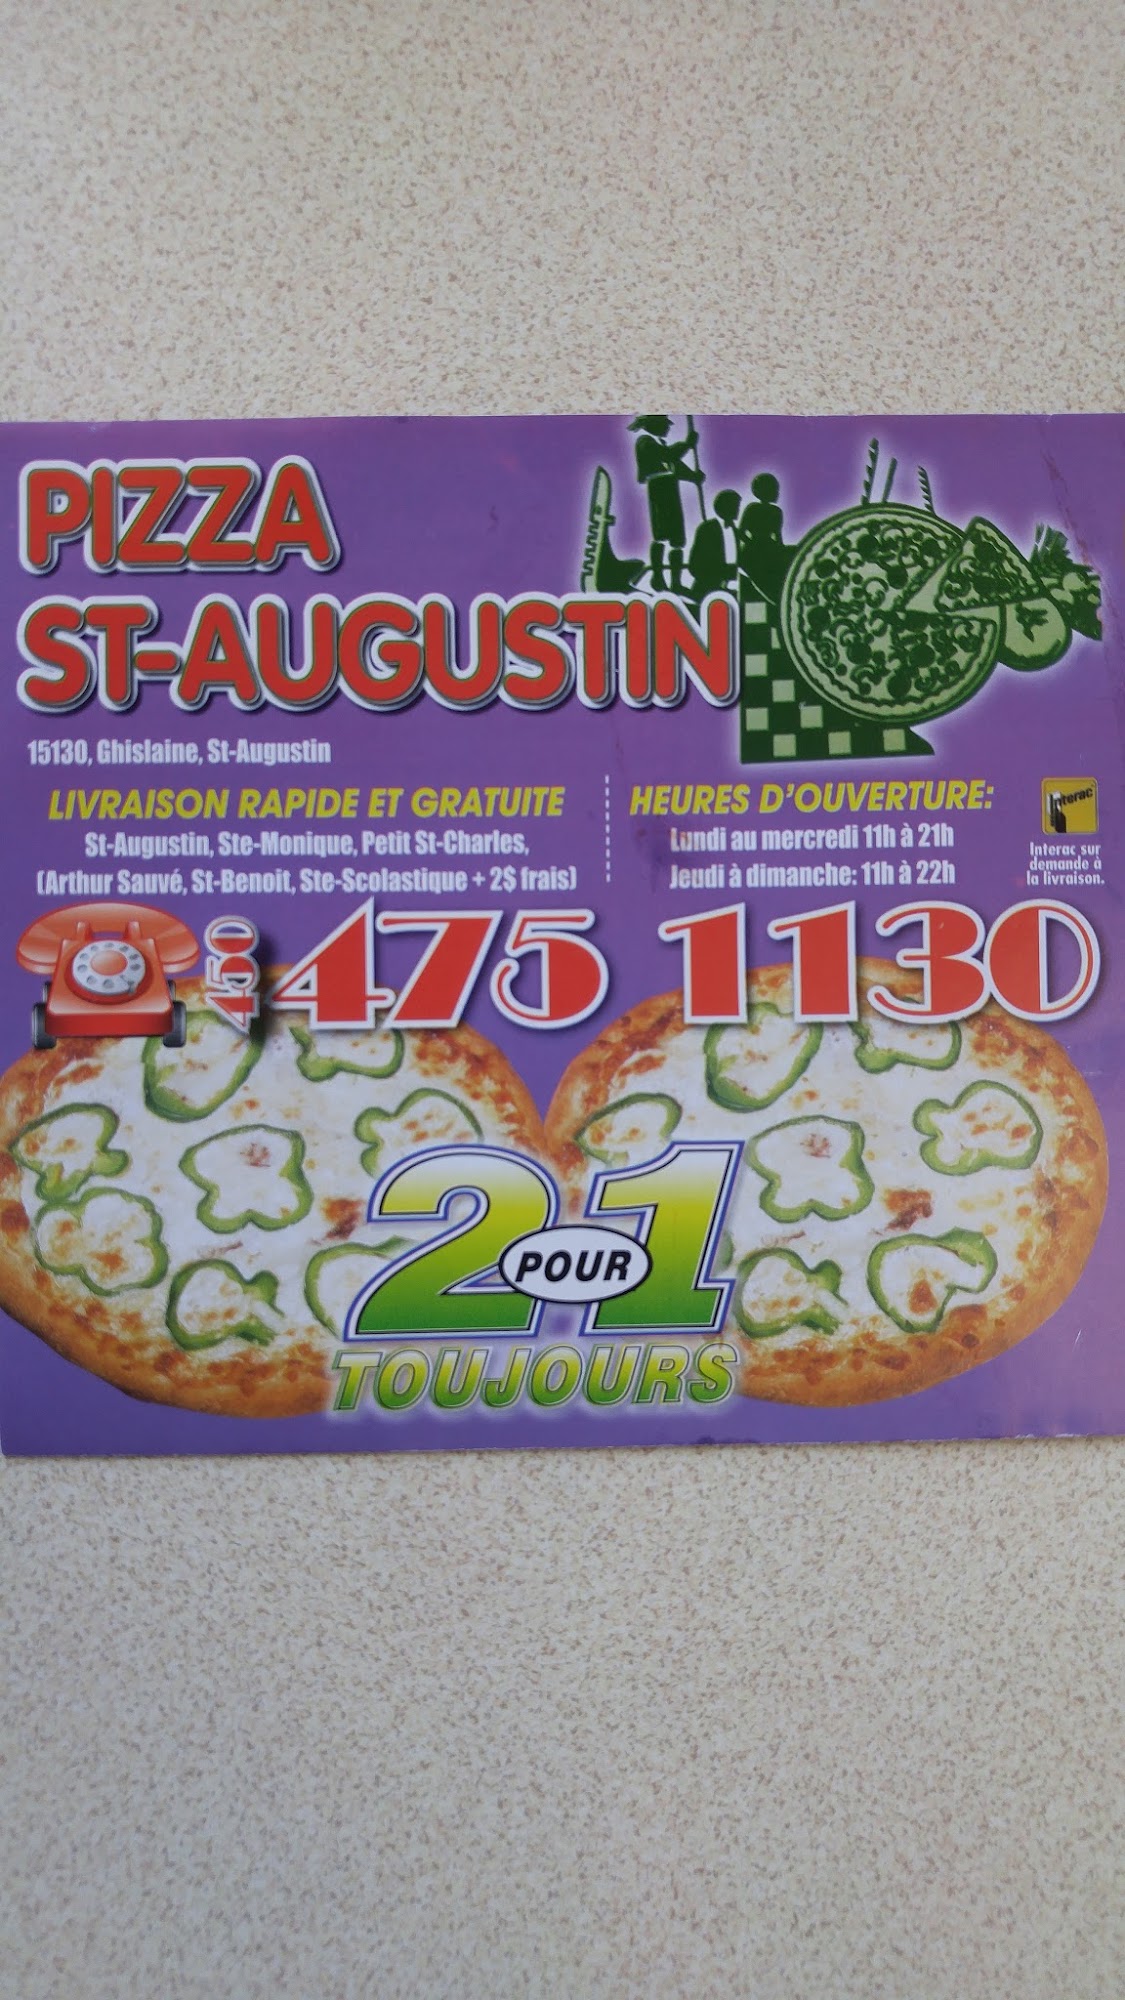 PIZZA
ST-AUGUSTIN
15130, Ghislaine, St-Augustin
LIVRAISON RAPIDE ET GRATUITE
St-Augustin, Ste-Monique, Petit St-Charles,
(Arthur Sauvé, St-Benoit, Ste-Scolastique + 2$ frais)
HEURES D'OUVERTURE:
Lundi au mercredi 11h à 21h
Jeudi à dimanche: 11h à 22h
Interac
Interac sur
demande à
la livraison.
450 475 1130
2 POUR 1
TOUJOURS